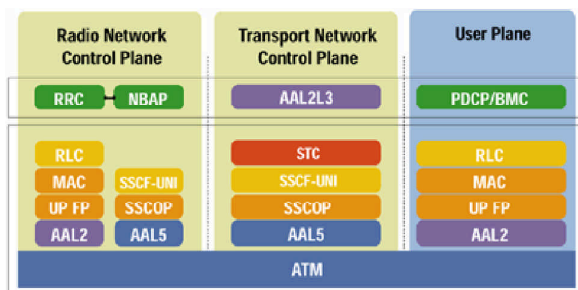 Radio Network
Control Plane
Transport Network
Control Plane
User Plane
RRC NBAP
AAL2L3
PDCP/BMC
RLC
STC
RLC
MAC
SSCF-UNI
SSCF-UNI
MAC
UP FP
SSCOP
SSCOP
UP FP
AAL2
AAL5
AAL5
AAL2
ATM